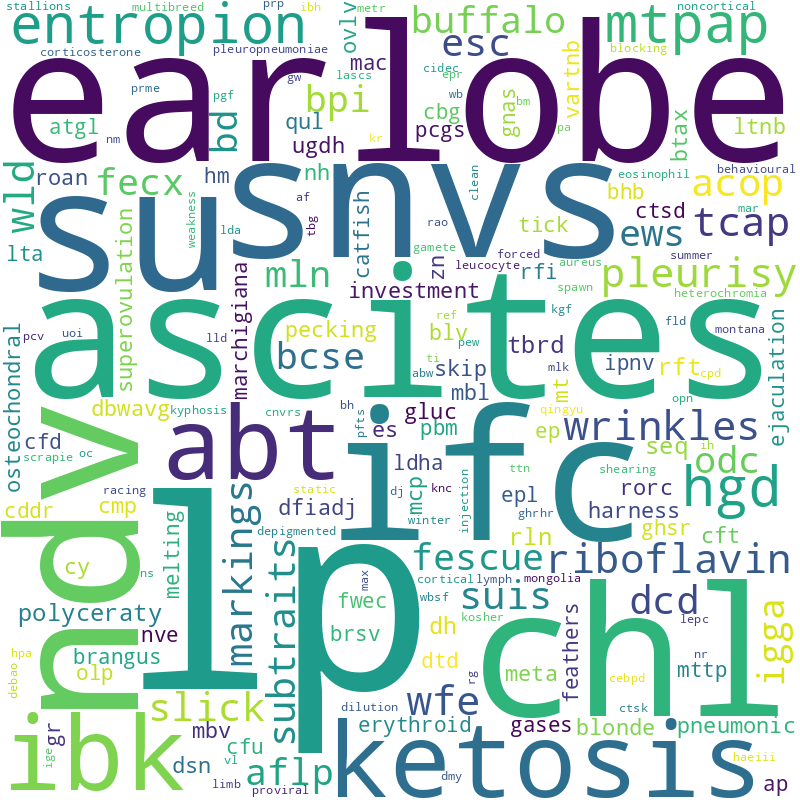 stallions
multibreed
prp
ibh
metr
noncortical
entropion
buffalo
mtpap
corticosterone
pleuropneumoniae
ovlv
mac
esc
cidec
blocking
earlobe
prme
lascs
gw
epr
wb
bm
vartnb
atgl
bd
bpi
qul
cbg
gnas
ltnb
nm
pgf
ugdh
kr
pcgs
pa
btax
wld
roan
fecx
hm
nh
af
clean
bhb
eosinophil
behavioural
acop
susnvs
ctsd
mar
tcap
weakness
lda
tbg
catfish
rao
gamete
tick
forced
ews
lta
superovulation
mln
zn
leucocyte
rfi
aureus
summer
pleurisy
marchigiana
investment
spawn
heterochromia
ascites
osteochondral
pcv
uoi
lld
pecking
bly
ref
kgf
fld
montana
bcse
ti
pew
tbrd
ipnv
rft
cpd
abw
skip
mlk
mbl
mt
opn
ejaculation
dbwavg
kyphosis
cnvrs
bh
gluc
qingyu
wrinkles
ndv
cfd
abt
pfts
es
pbm
ep
seq
ih
scrapie
oc
ifc
ldha
ttn
shearing
odc
hgd
racing
static
dj
mcp
knc
epl
rorc
cddr
cmp
markings
dfiadj
injection
ghrhr
harness
ghsr
melting
depigmented
winter
rln
cft
cy
ns
lp
fescue
riboflavin
subtraits
max
cortical
lymph
mongolia
polyceraty
fwec
wbsf
suis
dcd
lepc
igga
nve
brsv
kosher
dh
chl
nr
hpa
debao
brangus
olp
dtd
rg
meta
feathers
mttp
cebpd
slick
dilution
wfe
ctsk
ibk
gr
mbv
erythroid
gases
blonde
pneumonic
ige
cfu
ketosis
haeiii
dsn
vl
aflp
limb
proviral
dmy
ap